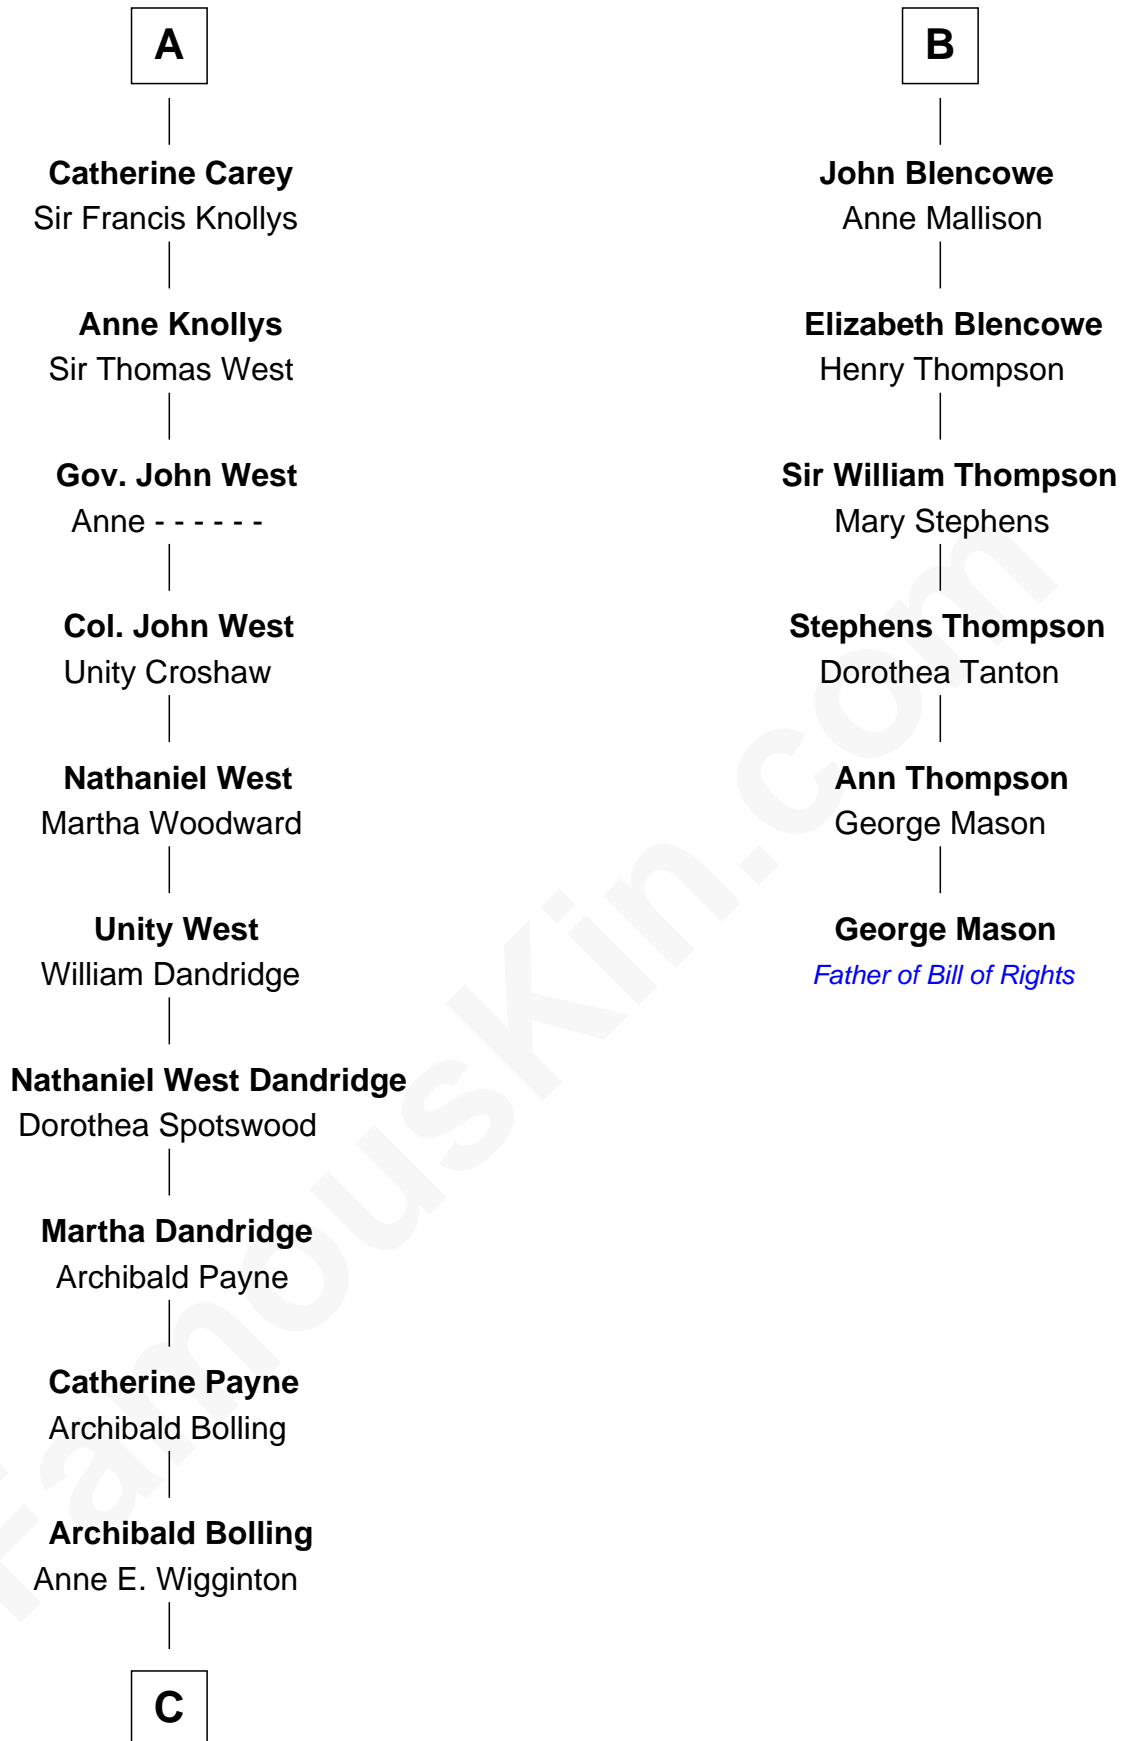 A
Catherine Carey
Sir Francis Knollys
Anne Knollys
Sir Thomas West
Gov. John West
Anne - - - - - -
Col. John West
Unity Croshaw
Nathaniel West
Martha Woodward
Unity West
William Dandridge
Nathaniel West Dandridge
Dorothea Spotswood
Martha Dandridge
Archibald Payne
Catherine Payne
Archibald Bolling
Archibald Bolling
Anne E. Wigginton
C
B
John Blencowe
Anne Mallison
Elizabeth Blencowe
Henry Thompson
Sir William Thompson
Mary Stephens
Stephens Thompson
Dorothea Tanton
Ann Thompson
George Mason
George Mason
Father of Bill of Rights
FamousKin.com